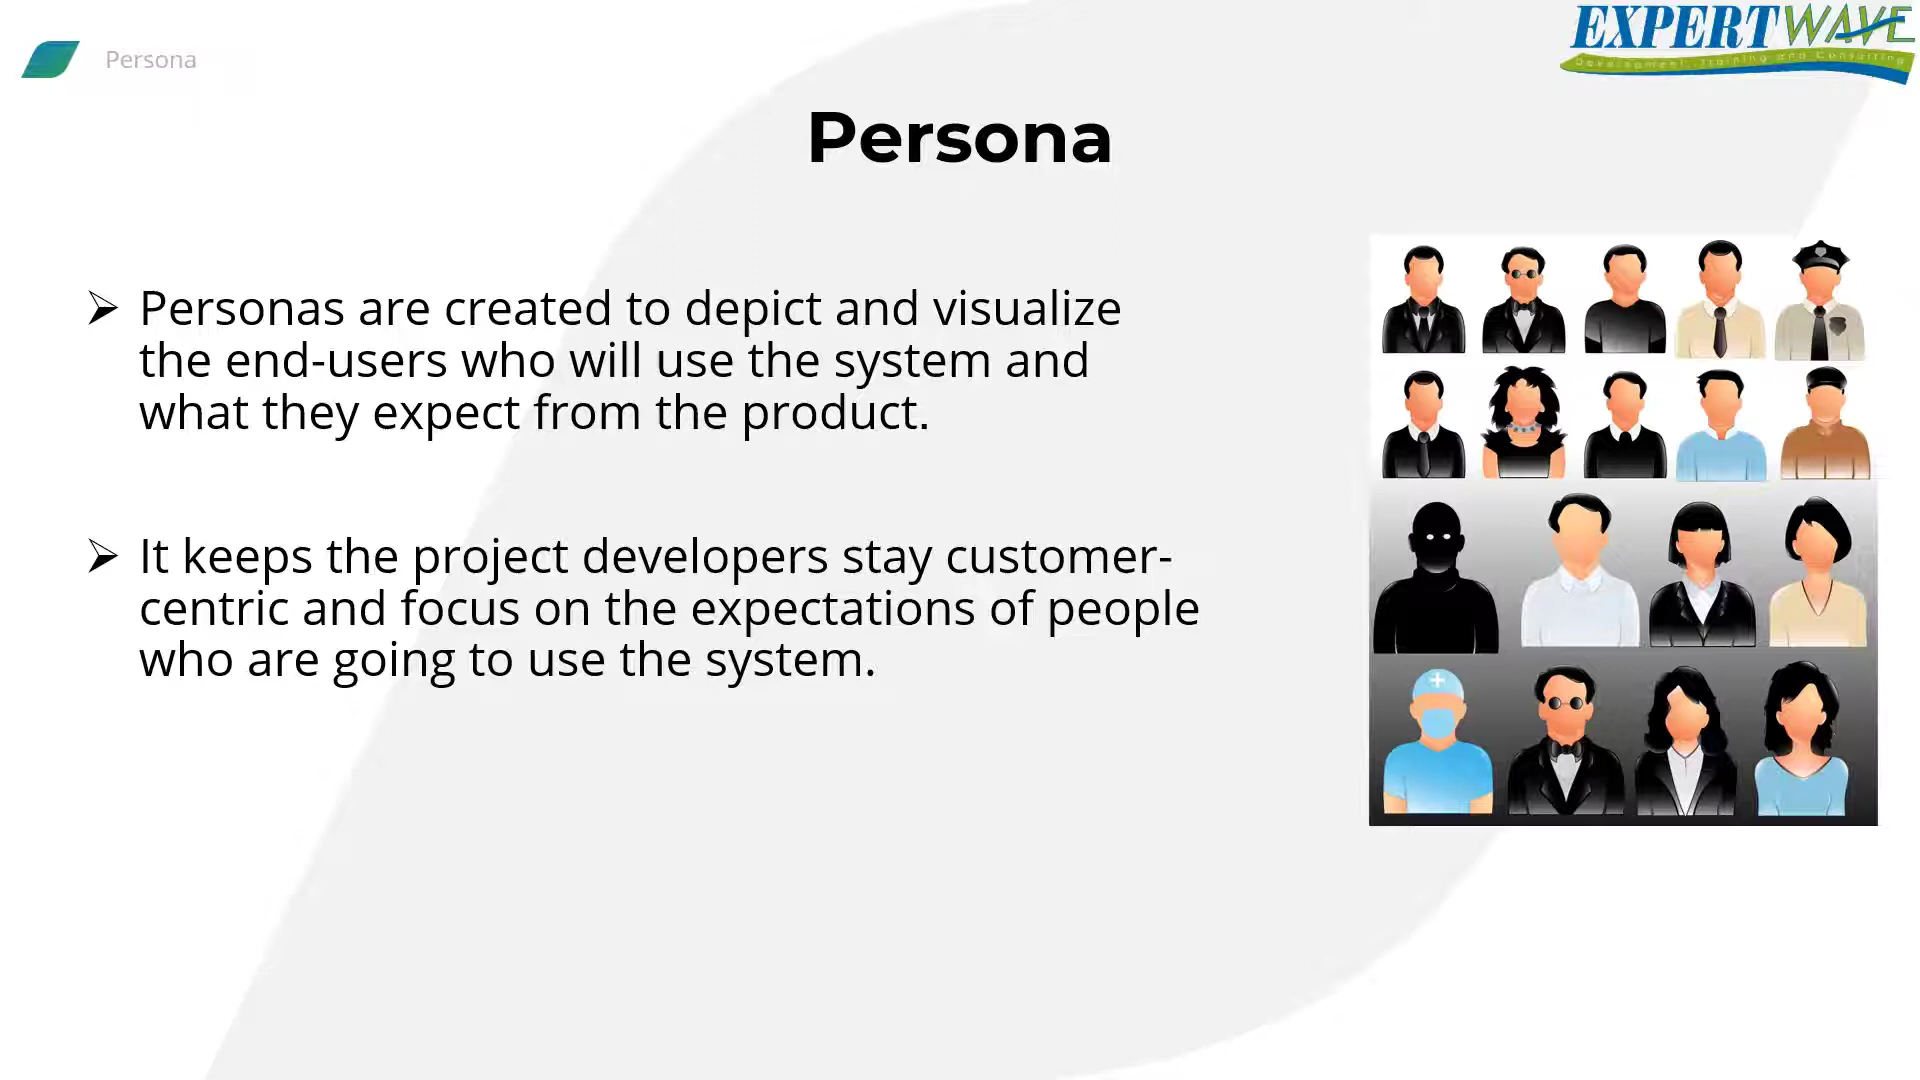 Persona
EXPERTWAVE
Development, Training and Consulting
Persona
➢ Personas are created to depict and visualize
the end-users who will use the system and
what they expect from the product.
➢ It keeps the project developers stay customer-
centric and focus on the expectations of people
who are going to use the system.